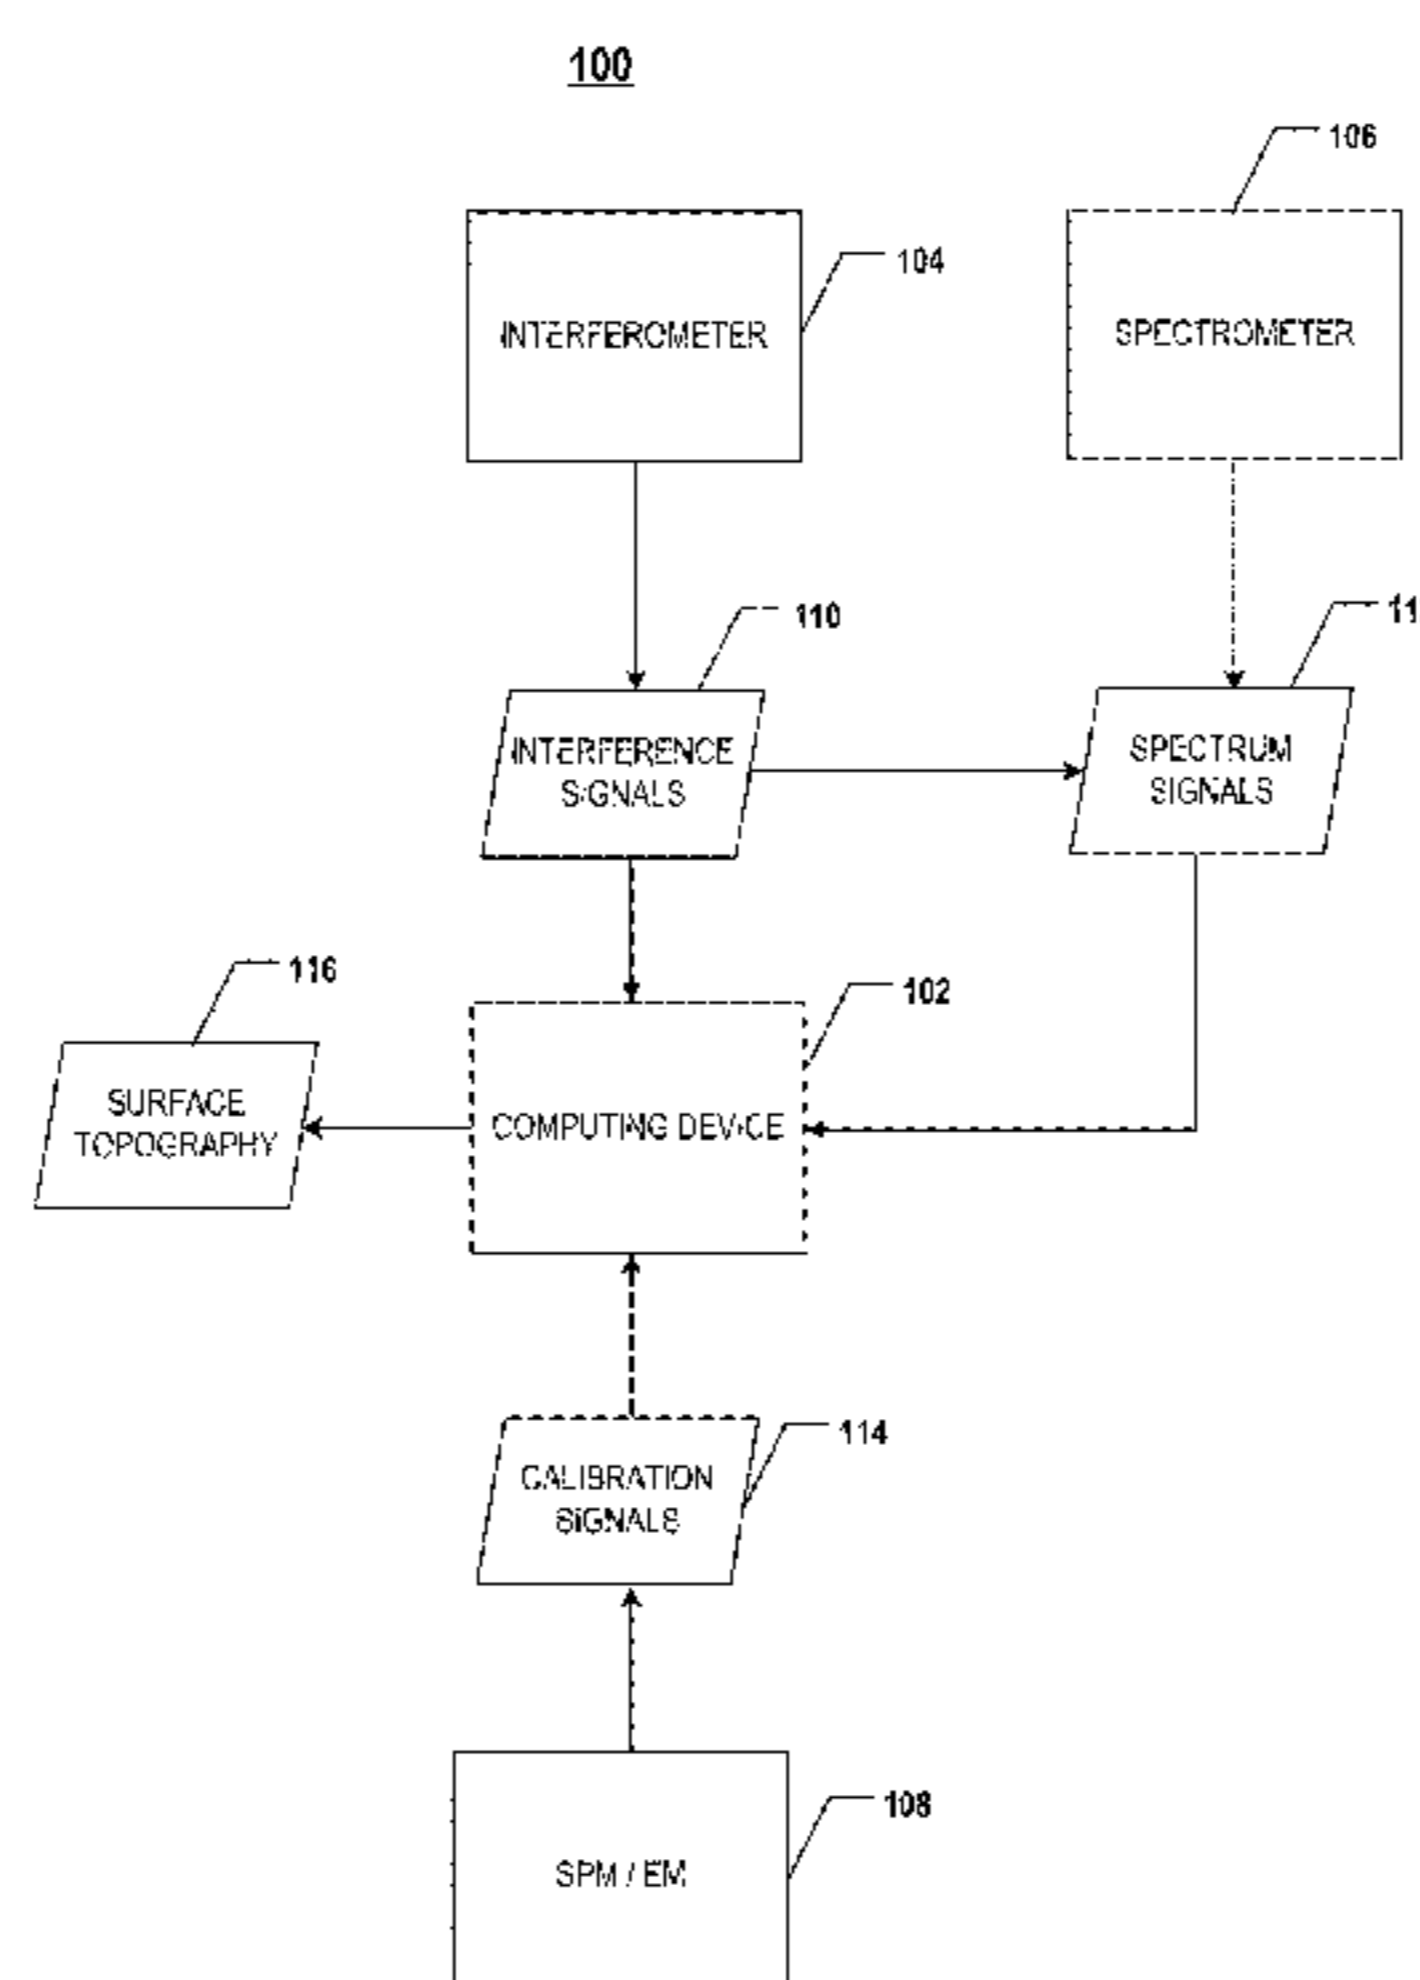 100
106
104
INTERFEROMETER
SPECTROMETER
110
11
INTERFERENCE
SIGNALS
SPECTRUM
SIGNALS
116
102
SURFACE
TOPOGRAPHY
COMPUTING DEVICE
114
CALIBRATION
SIGNALS
108
SPM / EM